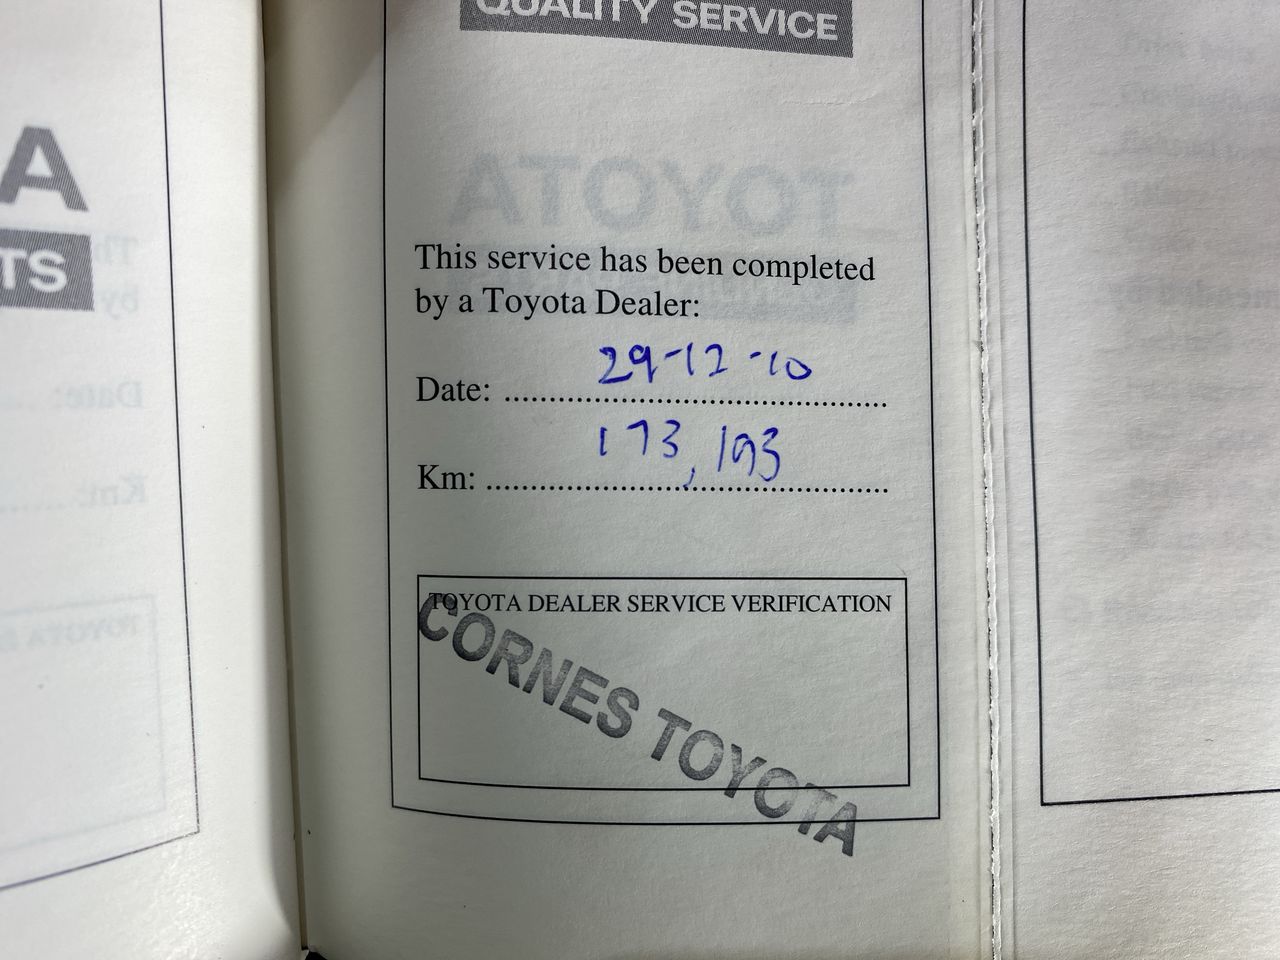 QUALITY SERVICE
A
TS
This service has been completed
by a Toyota Dealer:
Date: 29-12-10
Km: 173,193
TOYOTA DEALER SERVICE VERIFICATION
CORNES TOYOTA